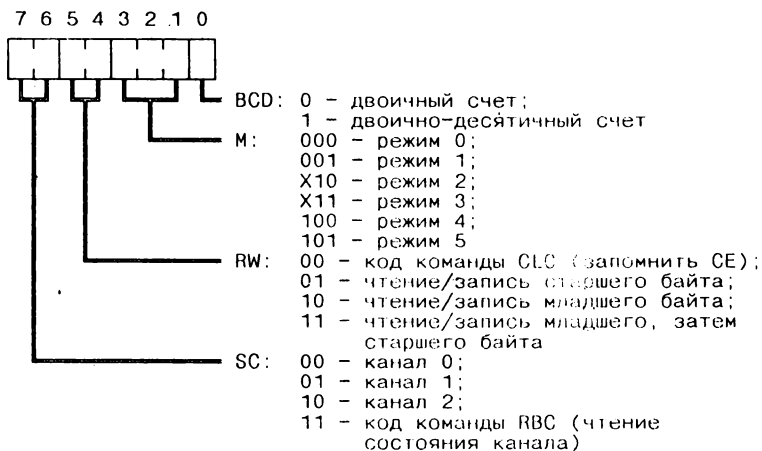 7 6 5 4 3 2 1 0
BCD: 0 - двоичный счет;
1 - двоично-десятичный счет
M: 000 - режим 0;
001 - режим 1;
X10 - режим 2;
X11 - режим 3;
100 - режим 4;
101 - режим 5
RW: 00 - код команды CLC (запомнить CE);
01 - чтение/запись старшего байта;
10 - чтение/запись младшего байта;
11 - чтение/запись младшего, затем
старшего байта
SC: 00 - канал 0;
01 - канал 1;
10 - канал 2;
11 - код команды RBC (чтение
состояния канала)